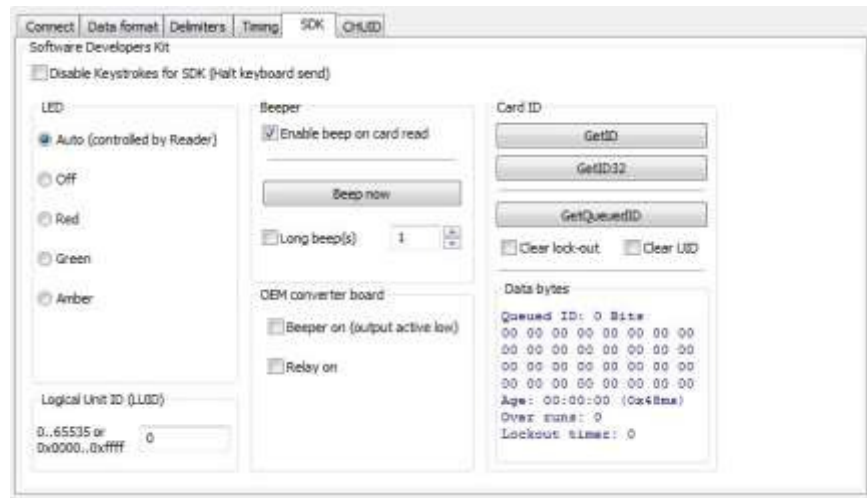 Connect Data format Delimiters Timing SDK CHUID
Software Developers Kit
Disable Keystrokes for SDK (Halt keyboard send)
LED
Auto (controlled by Reader)
Off
Red
Green
Amber
Logical Unit ID (LUID)
0..65535 or
0x0000..0xffff
0
Beeper
Enable beep on card read
Beep now
Long beep(s) 1
OEM converter board
Beeper on (output active low)
Relay on
Card ID
GetID
GetID32
GetQueuedID
Clear lock-out Clear UID
Data bytes
Queued ID: 0 Bits
00 00 00 00 00 00 00 00
00 00 00 00 00 00 00 00
00 00 00 00 00 00 00 00
00 00 00 00 00 00 00 00
Age: 00:00:00 (0x48ms)
Over runs: 0
Lockout timer: 0